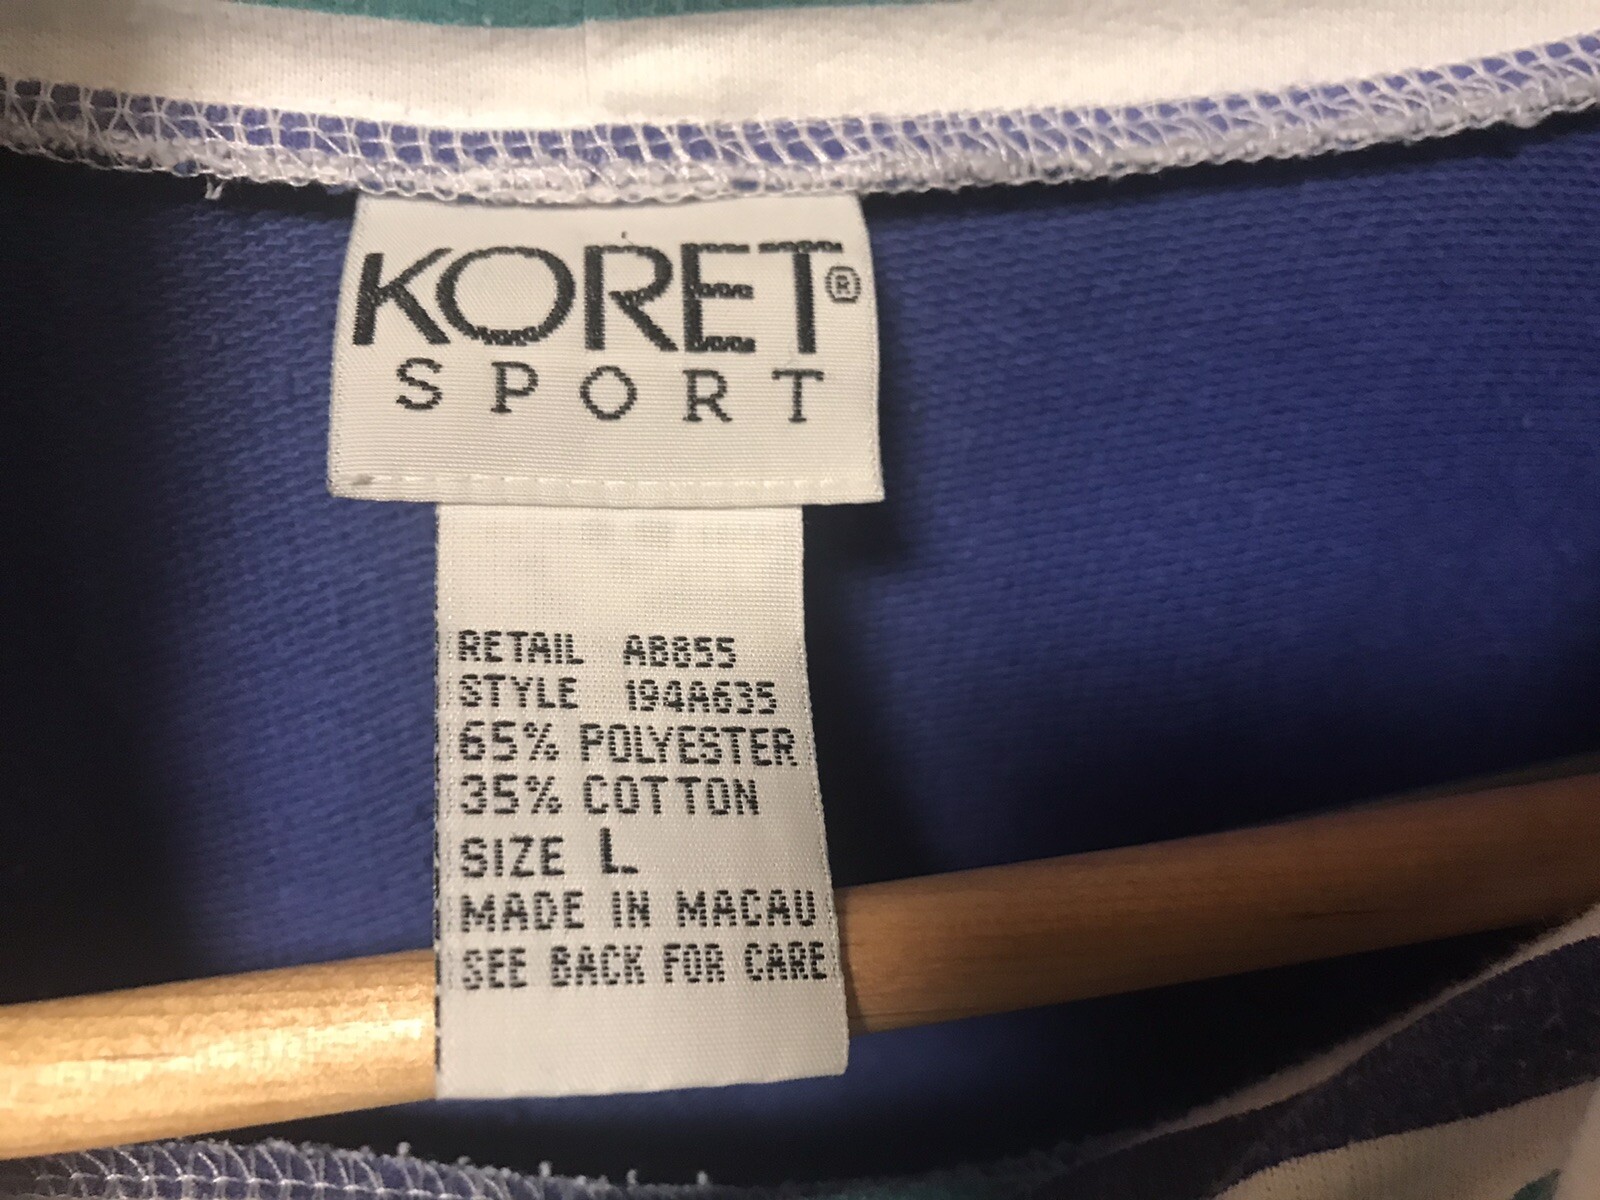 KORET®
SPORT
RETAIL AB855
STYLE 194A635
65% POLYESTER
35% COTTON
SIZE L
MADE IN MACAU
SEE BACK FOR CARE